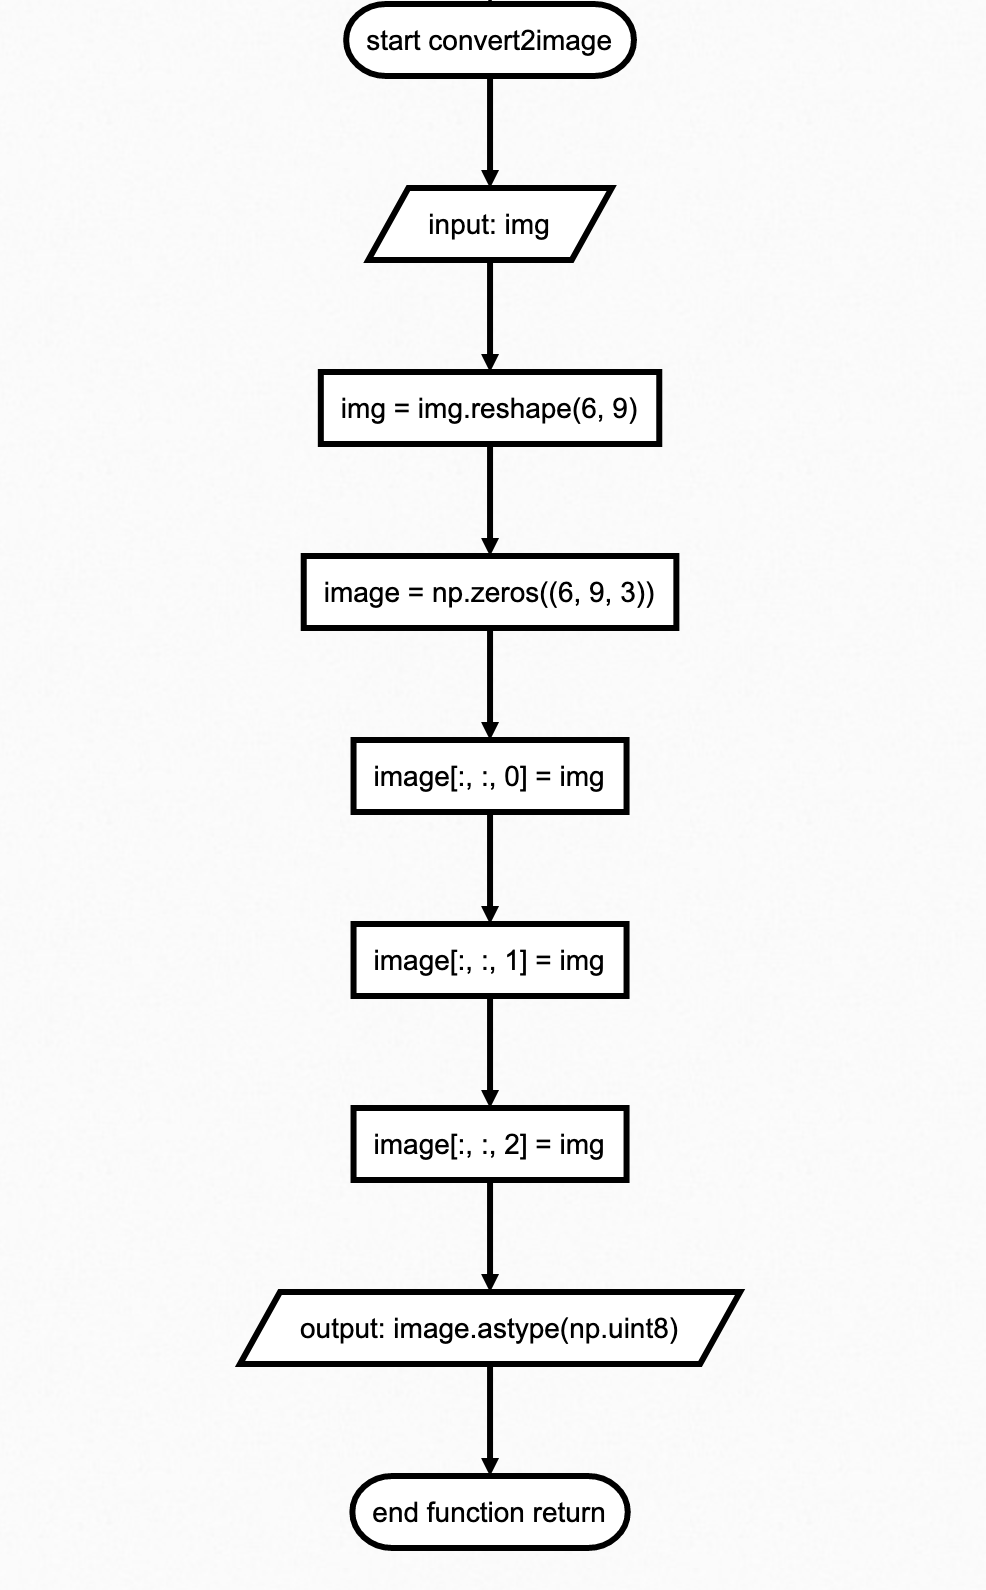 start convert2image
input: img
img = img.reshape(6, 9)
image = np.zeros((6, 9, 3))
image[:, :, 0] = img
image[:, :, 1] = img
image[:, :, 2] = img
output: image.astype(np.uint8)
end function return